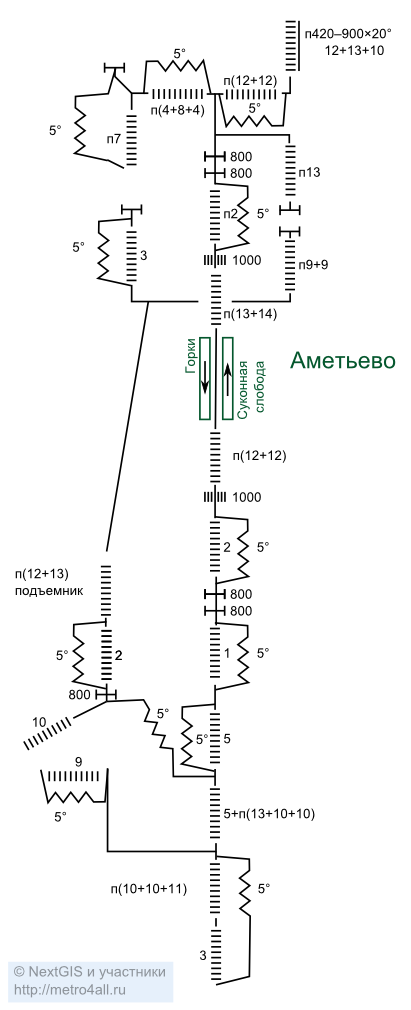 п420–900×20°
12+13+10
5°
п(12+12)
п(4+8+4)
5°
5°
п7
800
800
п13
п2
5°
5°
3
1000
п9+9
п(13+14)
Горки
Суконная
слобода
Аметьево
п(12+12)
1000
2
5°
п(12+13)
подъемник
800
800
5°
2
1
5°
800
5°
10
5°
5
9
5°
5+п(13+10+10)
п(10+10+11)
5°
3
© NextGIS и участники
http://metro4all.ru